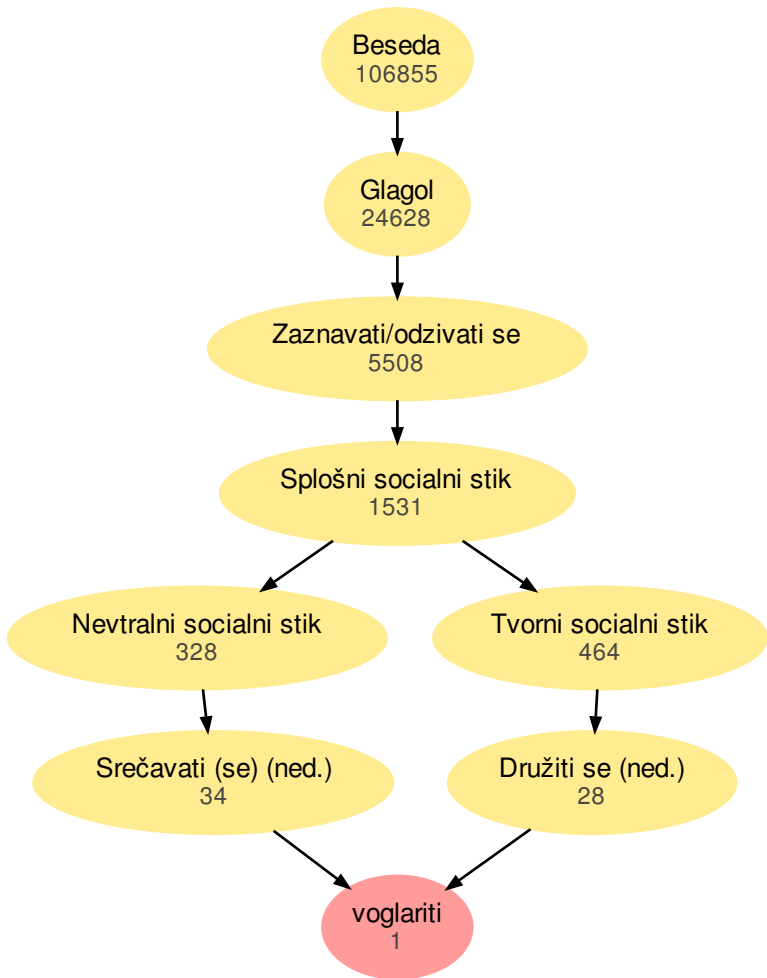 Beseda
106855
Glagol
24628
Zaznavati/odzivati se
5508
Splošni socialni stik
1531
Nevtralni socialni stik
328
Tvorni socialni stik
464
Srečavati (se) (ned.)
34
Družiti se (ned.)
28
voglariti
1